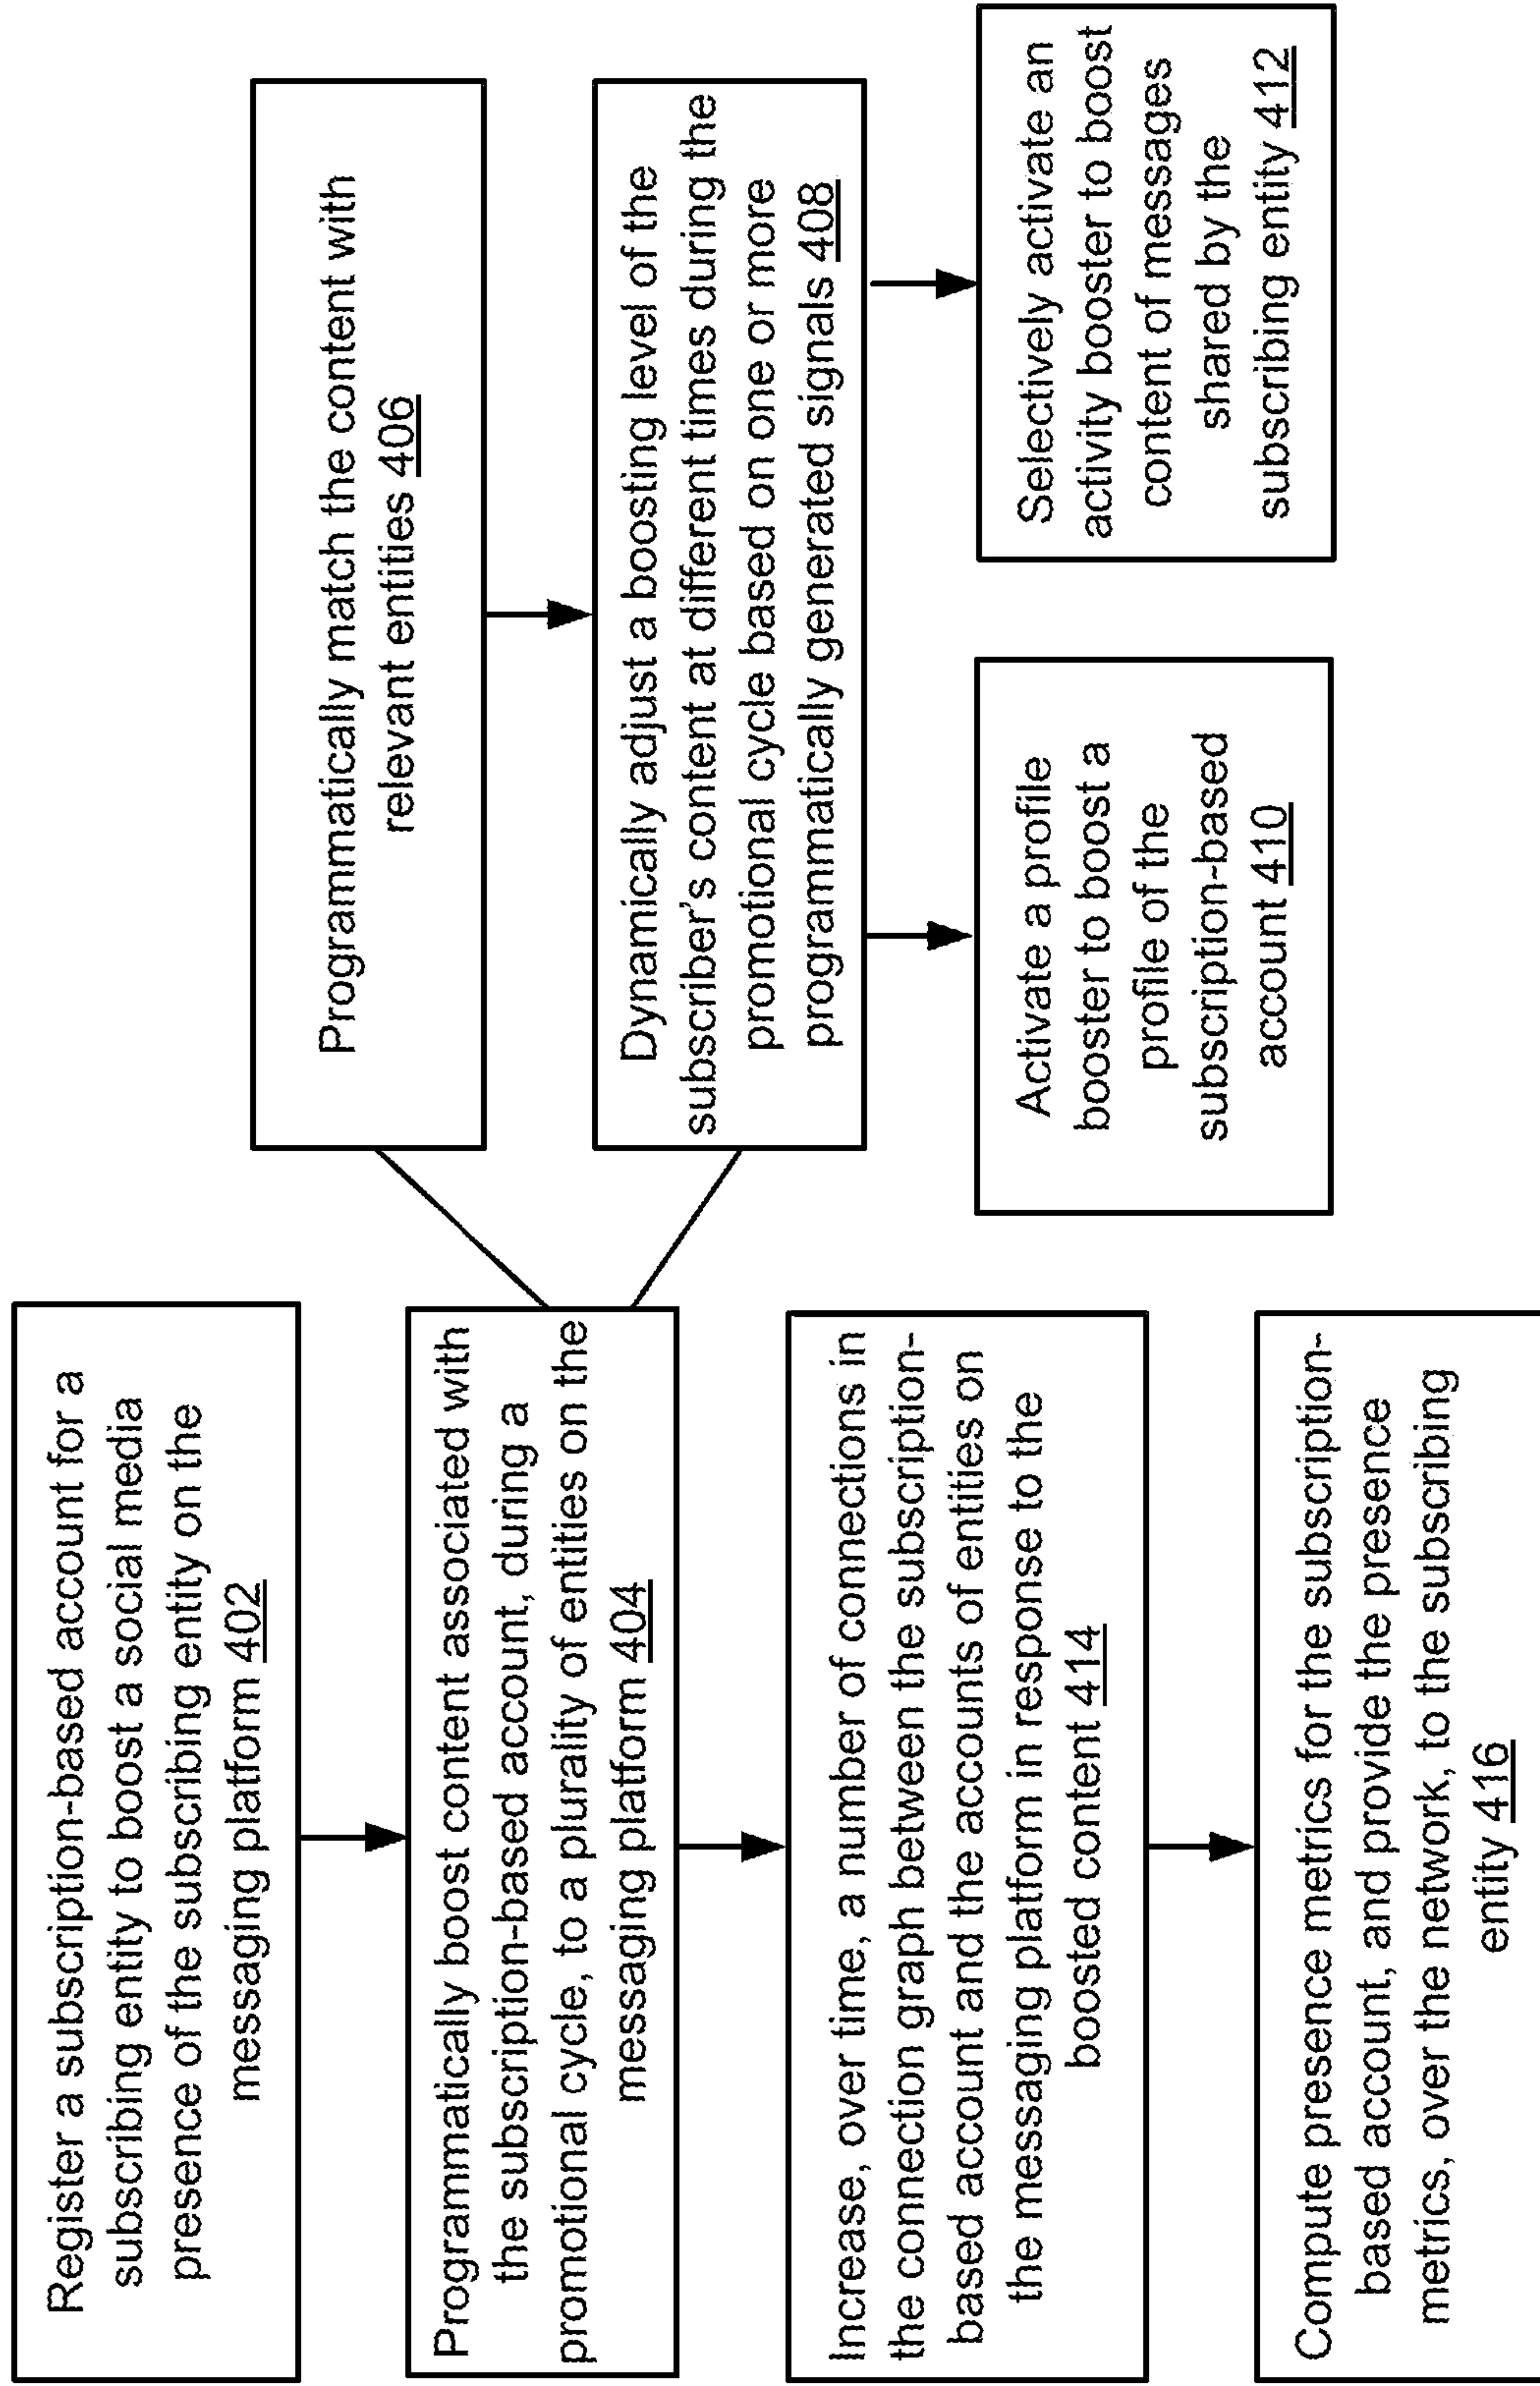 Register a subscription-based account for a
subscribing entity to boost a social media
presence of the subscribing entity on the
messaging platform 402
Programmatically boost content associated with
the subscription-based account, during a
promotional cycle, to a plurality of entities on the
messaging platform 404
Increase, over time, a number of connections in
the connection graph between the subscription-
based account and the accounts of entities on
the messaging platform in response to the
boosted content 414
Compute presence metrics for the subscription-
based account, and provide the presence
metrics, over the network, to the subscribing
entity 416
Programmatically match the content with
relevant entities 406
Dynamically adjust a boosting level of the
subscriber's content at different times during the
promotional cycle based on one or more
programmatically generated signals 408
Activate a profile
booster to boost a
profile of the
subscription-based
account 410
Selectively activate an
activity booster to boost
content of messages
shared by the
subscribing entity 412